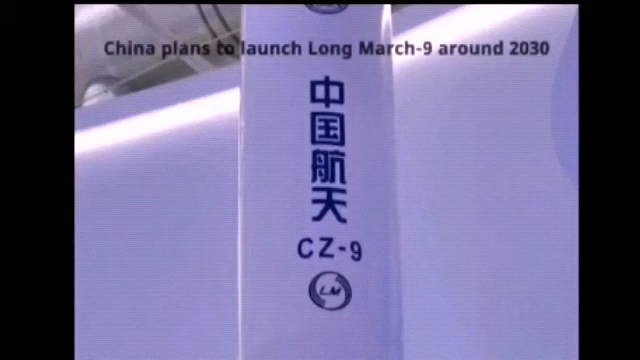 China plans to launch Long March-9 around 2030
中国航天
CZ-9
LM